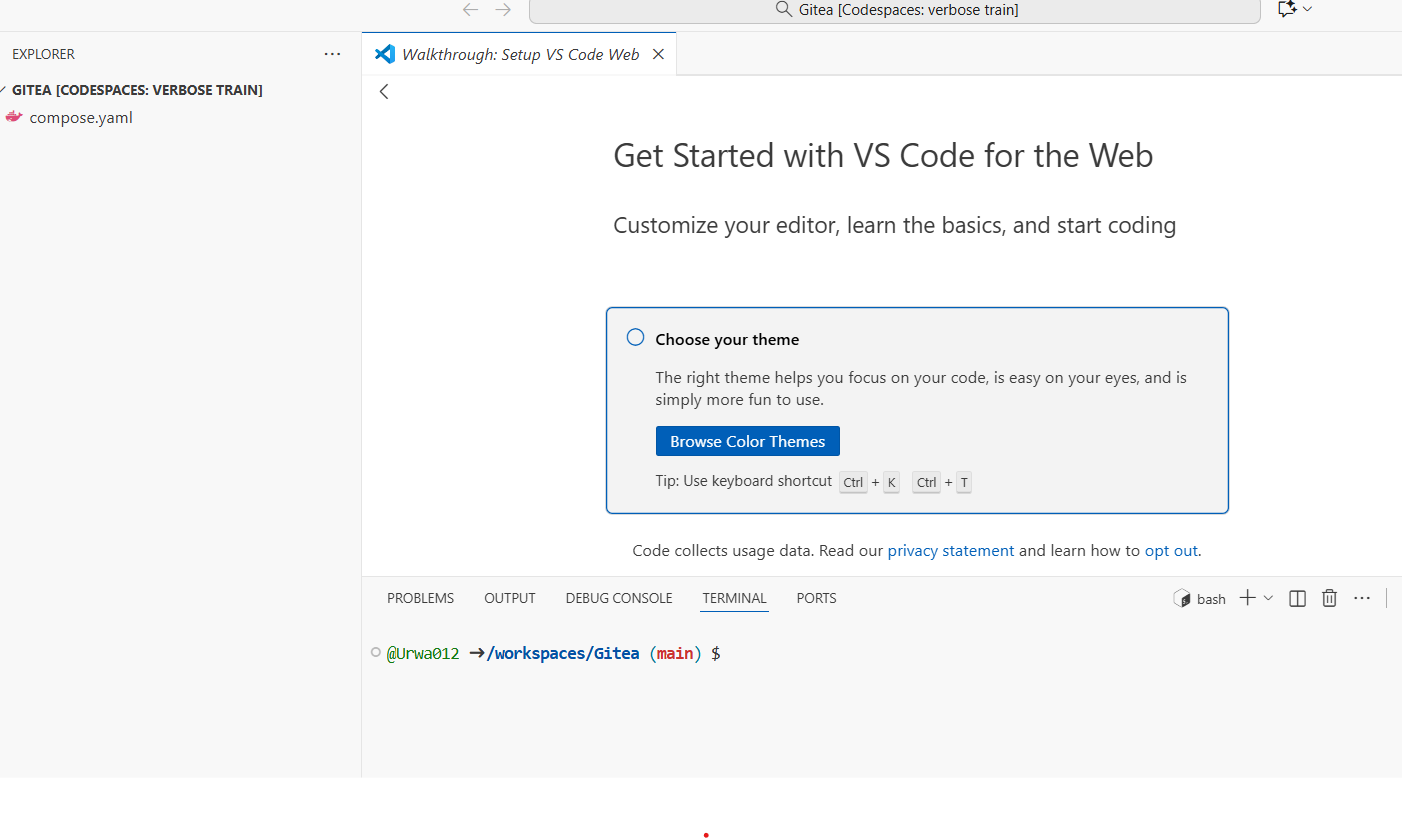 Gitea [Codespaces: verbose train]
EXPLORER
Walkthrough: Setup VS Code Web
GITEA [CODESPACES: VERBOSE TRAIN]
compose.yaml
Get Started with VS Code for the Web
Customize your editor, learn the basics, and start coding
Choose your theme
The right theme helps you focus on your code, is easy on your eyes, and is
simply more fun to use.
Browse Color Themes
Tip: Use keyboard shortcut Ctrl + K Ctrl + T
Code collects usage data. Read our privacy statement and learn how to opt out.
PROBLEMS OUTPUT DEBUG CONSOLE TERMINAL PORTS bash
@Urwa012 →/workspaces/Gitea (main) $